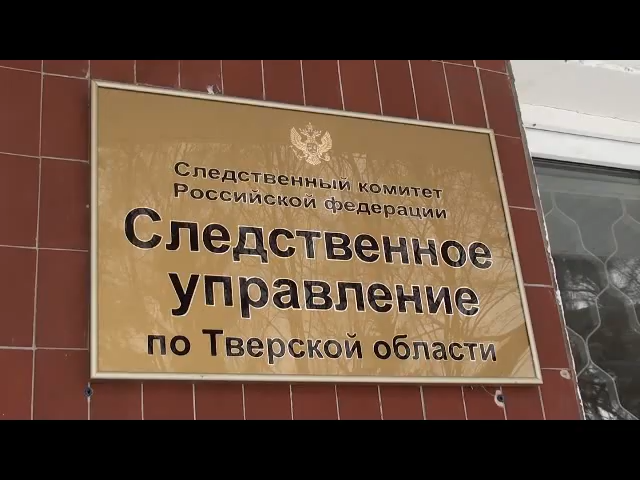 Следственный комитет
Российской федерации
Следственное
управление
по Тверской области